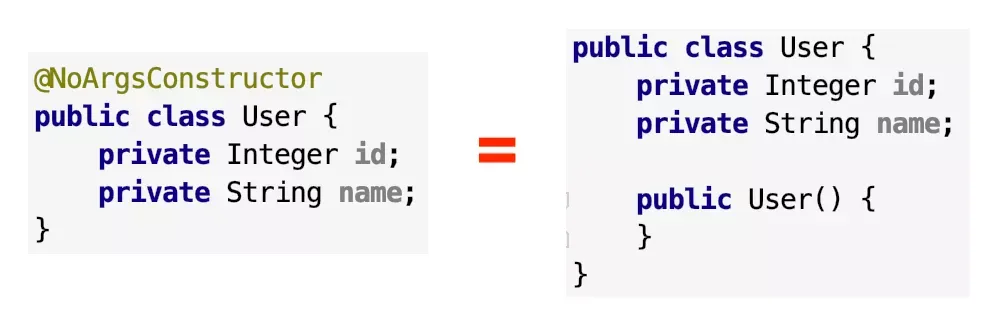 @NoArgsConstructor
public class User {
    private Integer id;
    private String name;
}
=
public class User {
    private Integer id;
    private String name;

    public User() {
    }
}